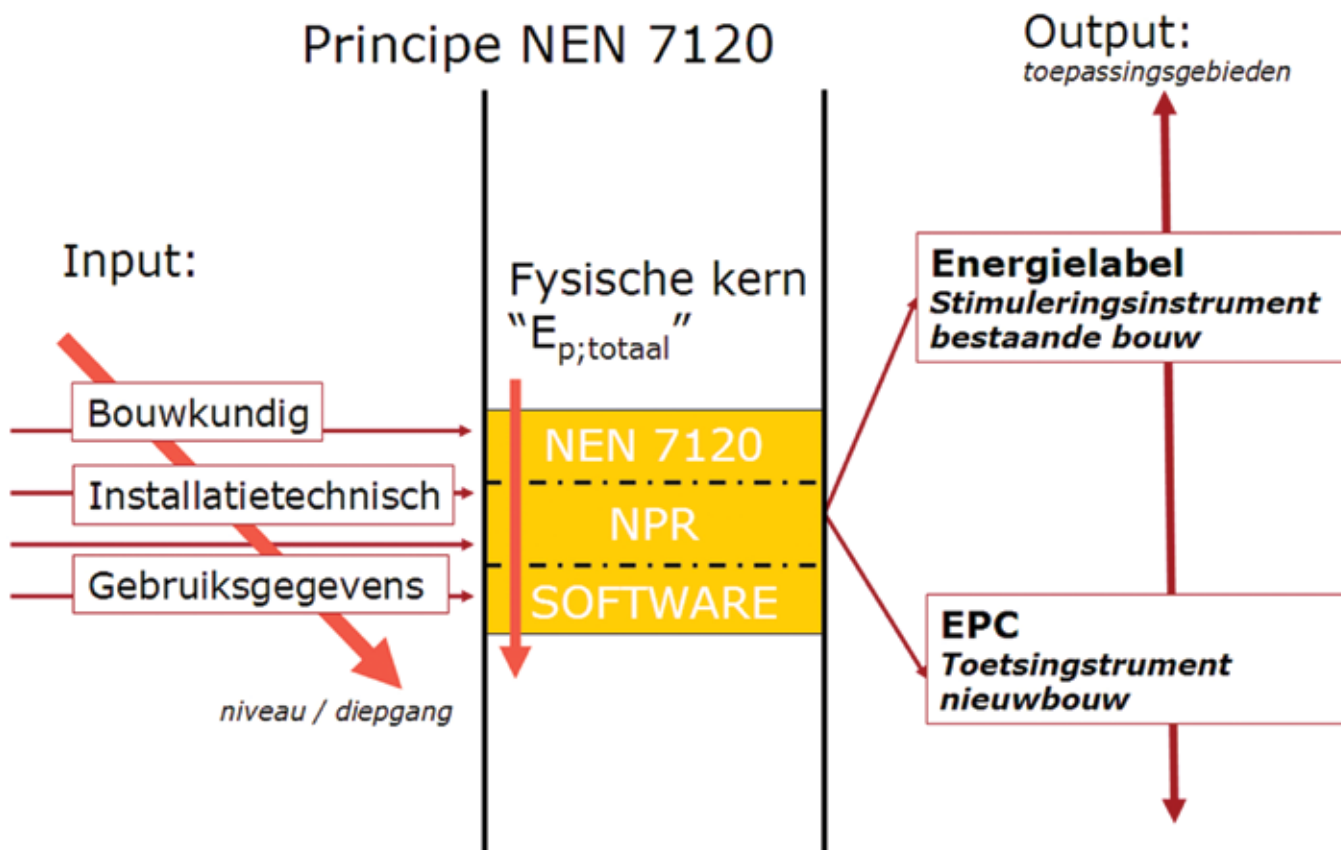 Principe NEN 7120
Output:
toepassingsgebieden
Input:
Bouwkundig
Installatietechnisch
Gebruiksgegevens
niveau / diepgang
Fysische kern
“Ep;totaal”
NEN 7120
NPR
SOFTWARE
Energielabel
Stimuleringsinstrument
bestaande bouw
EPC
Toetsingstrument
nieuwbouw